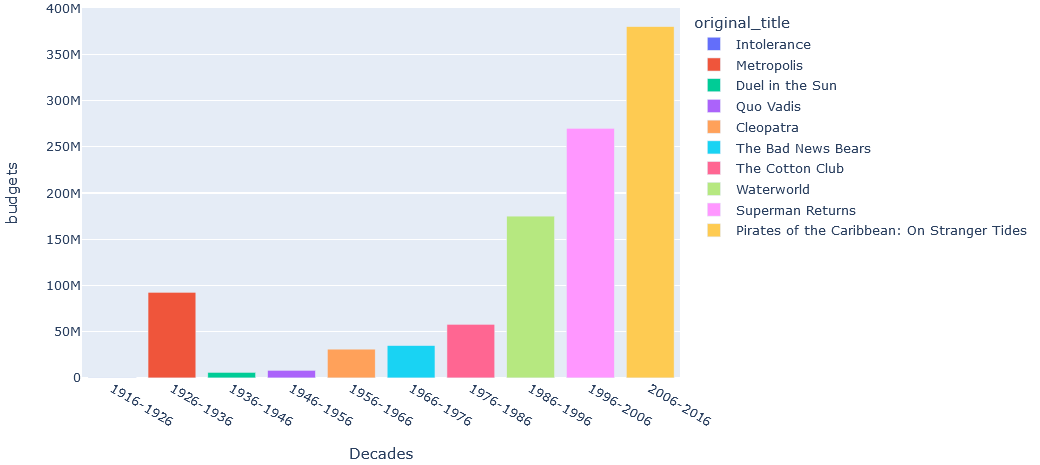 400M
350M
300M
250M
200M
150M
100M
50M
0
budgets
1916-1926
1926-1936
1936-1946
1946-1956
1956-1966
1966-1976
1976-1986
1986-1996
1996-2006
2006-2016
Decades
original_title
Intolerance
Metropolis
Duel in the Sun
Quo Vadis
Cleopatra
The Bad News Bears
The Cotton Club
Waterworld
Superman Returns
Pirates of the Caribbean: On Stranger Tides